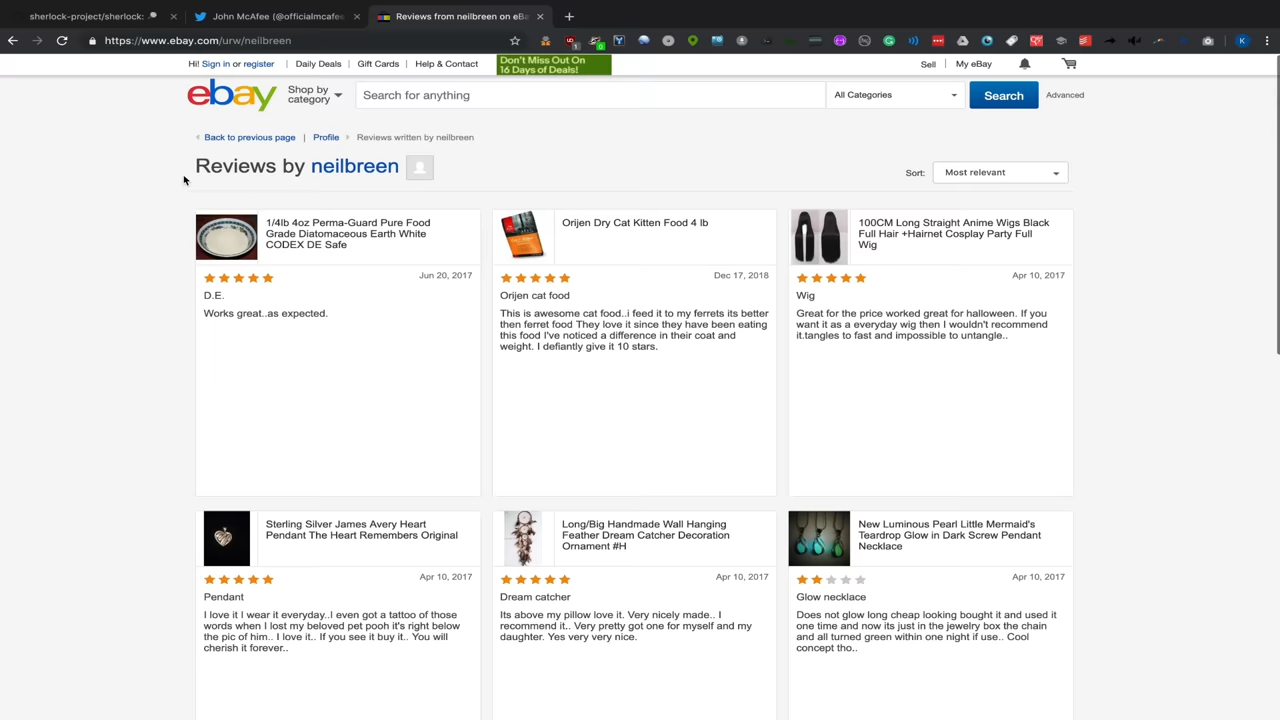 sherlock-project/sherlock:
John McAfee (@officialmcafee
Reviews from neilbreen on eBa
https://www.ebay.com/urw/neilbreen
Hi! Sign in or register
Daily Deals
Gift Cards
Help & Contact
Don't Miss Out On
16 Days of Deals!
Sell
My eBay
ebay
Shop by
category
Search for anything
All Categories
Search
Advanced
Back to previous page | Profile Reviews written by neilbreen
Reviews by neilbreen
Sort: Most relevant
1/4lb 4oz Perma-Guard Pure Food
Grade Diatomaceous Earth White
CODEX DE Safe
Jun 20, 2017
D.E.
Works great..as expected.
Orijen Dry Cat Kitten Food 4 lb
Dec 17, 2018
Orijen cat food
This is awesome cat food..i feed it to my ferrets its better
then ferret food They love it since they have been eating
this food I've noticed a difference in their coat and
weight. I defiantly give it 10 stars.
100CM Long Straight Anime Wigs Black
Full Hair +Hairnet Cosplay Party Full
Wig
Apr 10, 2017
Wig
Great for the price worked great for halloween. If you
want it as a everyday wig then I wouldn't recommend
it.tangles to fast and impossible to untangle..
Sterling Silver James Avery Heart
Pendant The Heart Remembers Original
Apr 10, 2017
Pendant
I love it I wear it everyday..I even got a tattoo of those
words when I lost my beloved pet pooh it's right below
the pic of him.. I love it.. If you see it buy it.. You will
cherish it forever..
Long/Big Handmade Wall Hanging
Feather Dream Catcher Decoration
Ornament #H
Apr 10, 2017
Dream catcher
Its above my pillow love it. Very nicely made.. I
recommend it.. Very pretty got one for myself and my
daughter. Yes very very nice.
New Luminous Pearl Little Mermaid's
Teardrop Glow in Dark Screw Pendant
Necklace
Apr 10, 2017
Glow necklace
Does not glow long cheap looking bought it and used it
one time and now its just in the jewelry box the chain
and all turned green within one night if use.. Cool
concept tho..